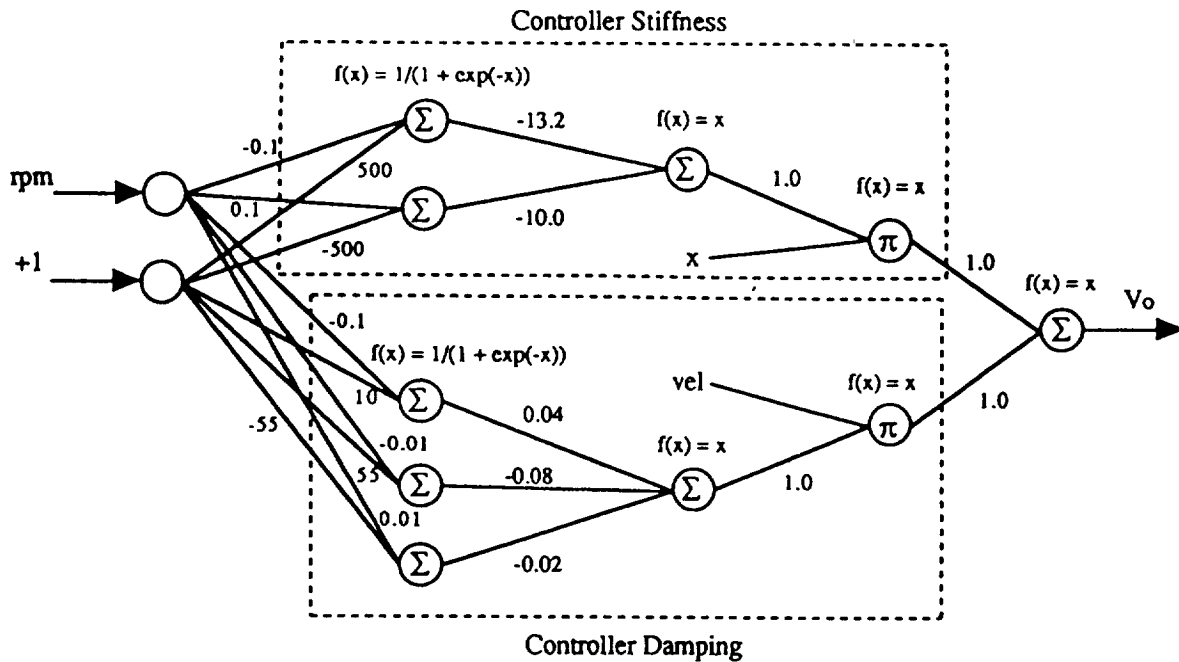 Controller Stiffness
f(x) = 1/(1 + exp(-x))
Σ
-13.2
f(x) = x
-0.1
500
rpm
Σ
1.0
f(x) = x
0.1
Σ
-10.0
π
-500
+1
x
1.0
f(x) = x
Vo
Σ
-0.1
f(x) = 1/(1 + exp(-x))
vel
f(x) = x
10
Σ
0.04
π
1.0
-55
-0.01
f(x) = x
55
Σ
-0.08
Σ
1.0
0.01
Σ
-0.02
Controller Damping